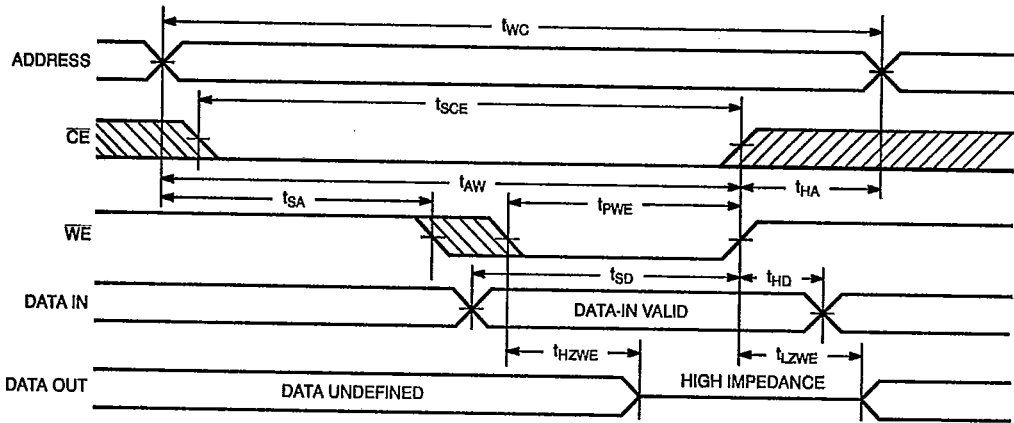 tWC
ADDRESS
tSCE
CE
tAW
tHA
tSA
tPWE
WE
tSD
tHD
DATA IN
DATA-IN VALID
tHZWE
tLZWE
DATA OUT
DATA UNDEFINED
HIGH IMPEDANCE